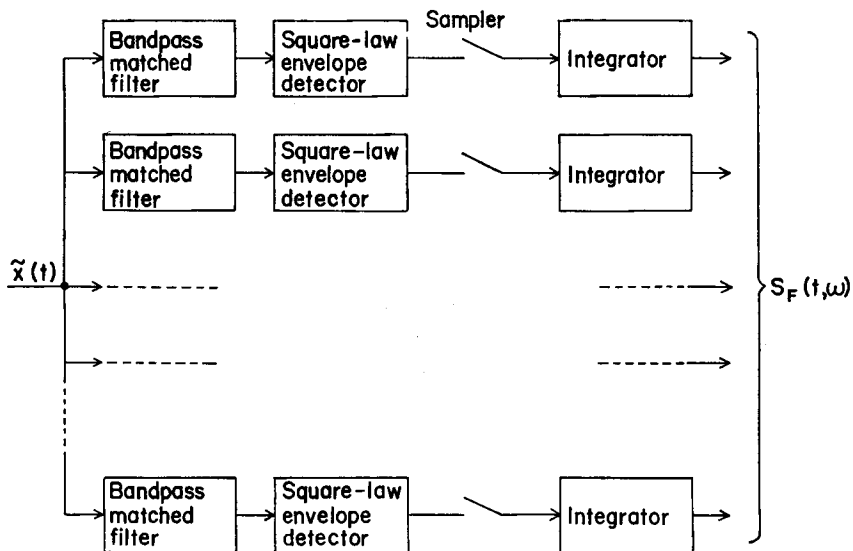 Sampler
Bandpass
matched
filter
Square-law
envelope
detector
Integrator
Bandpass
matched
filter
Square-law
envelope
detector
Integrator
x̃(t)
S_F(t,ω)
Bandpass
matched
filter
Square-law
envelope
detector
Integrator